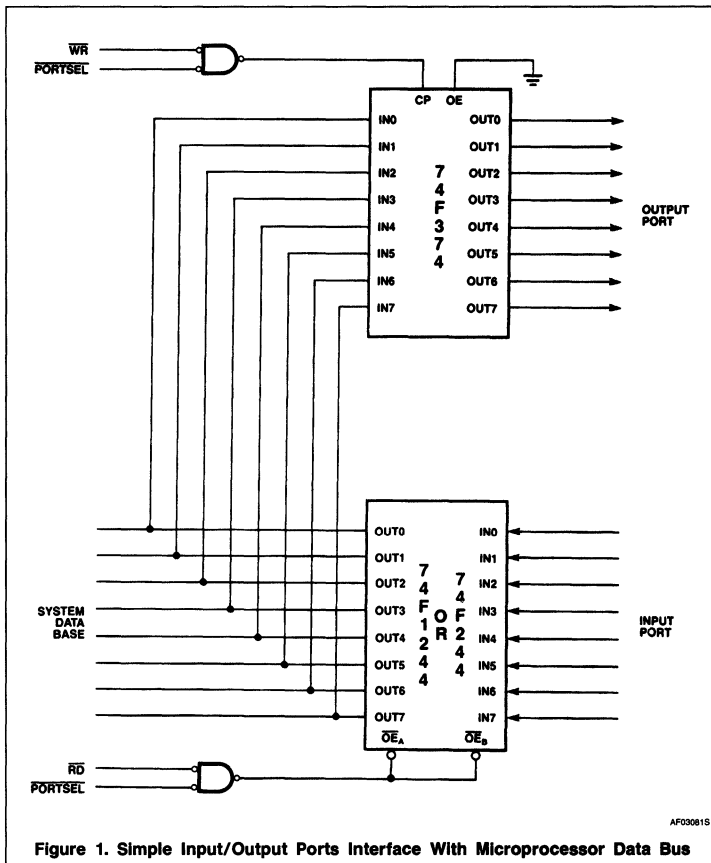 WR
PORTSEL
CP OE
IN0 OUT0
IN1 OUT1
IN2 OUT2
IN3 OUT3
IN4 OUT4
IN5 OUT5
IN6 OUT6
IN7 OUT7
74F374
OUTPUT
PORT
OUT0 IN0
OUT1 IN1
OUT2 IN2
OUT3 IN3
OUT4 IN4
OUT5 IN5
OUT6 IN6
OUT7 IN7
74F1244
OR
74F244
SYSTEM
DATA
BASE
INPUT
PORT
OEA OEB
RD
PORTSEL
AF03081S
Figure 1. Simple Input/Output Ports Interface With Microprocessor Data Bus